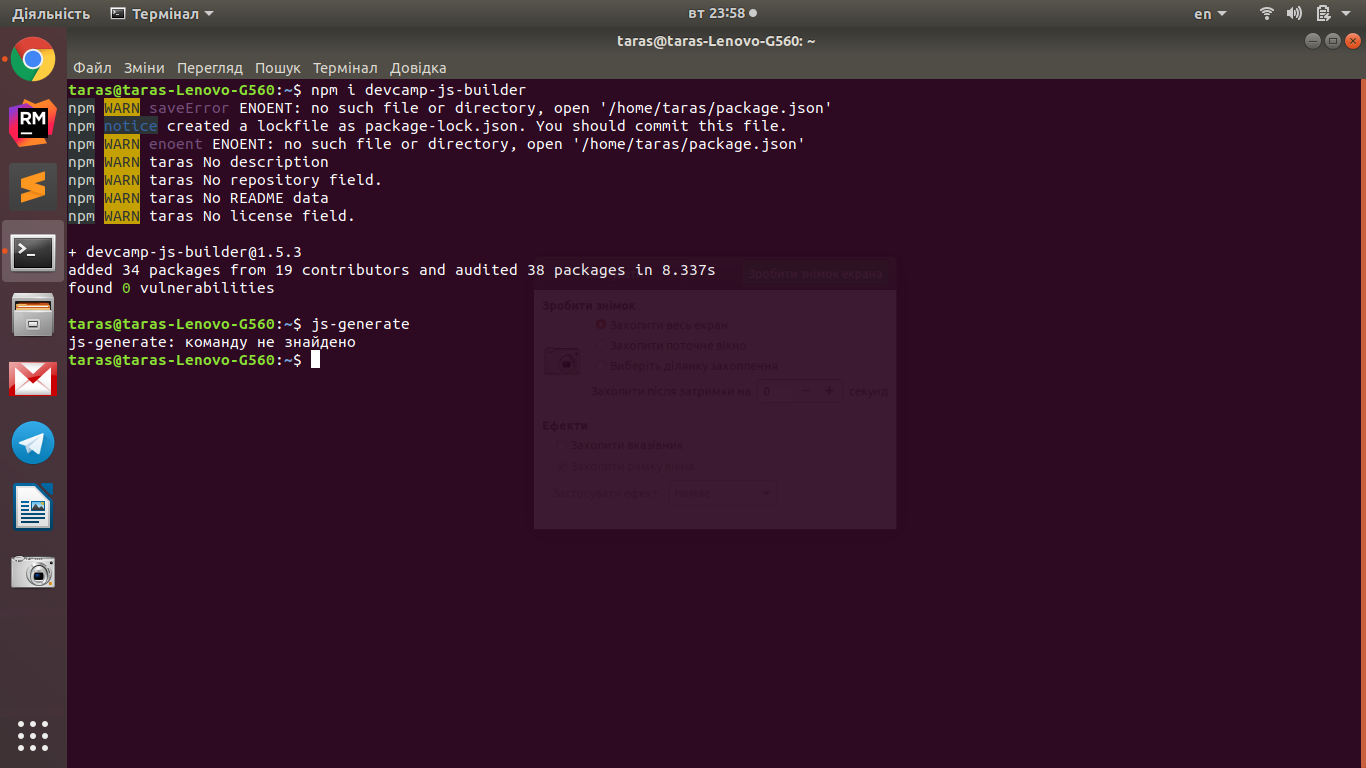 Діяльність Термінал вт 23:58 en
taras@taras-Lenovo-G560: ~
Файл Зміни Перегляд Пошук Термінал Довідка
taras@taras-Lenovo-G560:~$ npm i devcamp-js-builder
npm WARN saveError ENOENT: no such file or directory, open '/home/taras/package.json'
npm notice created a lockfile as package-lock.json. You should commit this file.
npm WARN enoent ENOENT: no such file or directory, open '/home/taras/package.json'
npm WARN taras No description
npm WARN taras No repository field.
npm WARN taras No README data
npm WARN taras No license field.
+ devcamp-js-builder@1.5.3
added 34 packages from 19 contributors and audited 38 packages in 8.337s
found 0 vulnerabilities
taras@taras-Lenovo-G560:~$ js-generate
js-generate: команду не знайдено
taras@taras-Lenovo-G560:~$
Зробити знімок екрана
Зробити знімок
Захопити весь екран
Захопити поточне вікно
Виберіть ділянку захоплення
Захопити після затримки на 0 − + секунд
Ефекти
Захопити вказівник
Захопити рамку вікна
Застосувати ефект: Немає
RM